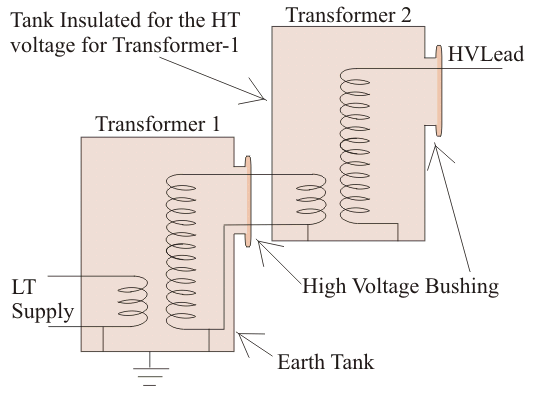 Tank Insulated for the HT
voltage for Transformer-1
Transformer 2
HVLead
Transformer 1
LT
Supply
High Voltage Bushing
Earth Tank